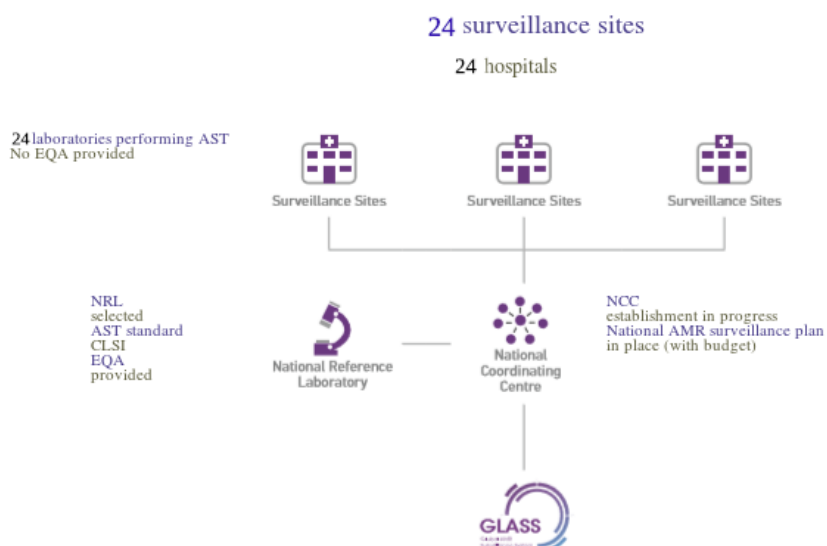 24 surveillance sites
24 hospitals
24 laboratories performing AST
No EQA provided
Surveillance Sites
Surveillance Sites
Surveillance Sites
NRL
selected
AST standard
CLSI
EQA
provided
National Reference
Laboratory
National
Coordinating
Centre
NCC
establishment in progress
National AMR surveillance plan
in place (with budget)
GLASS